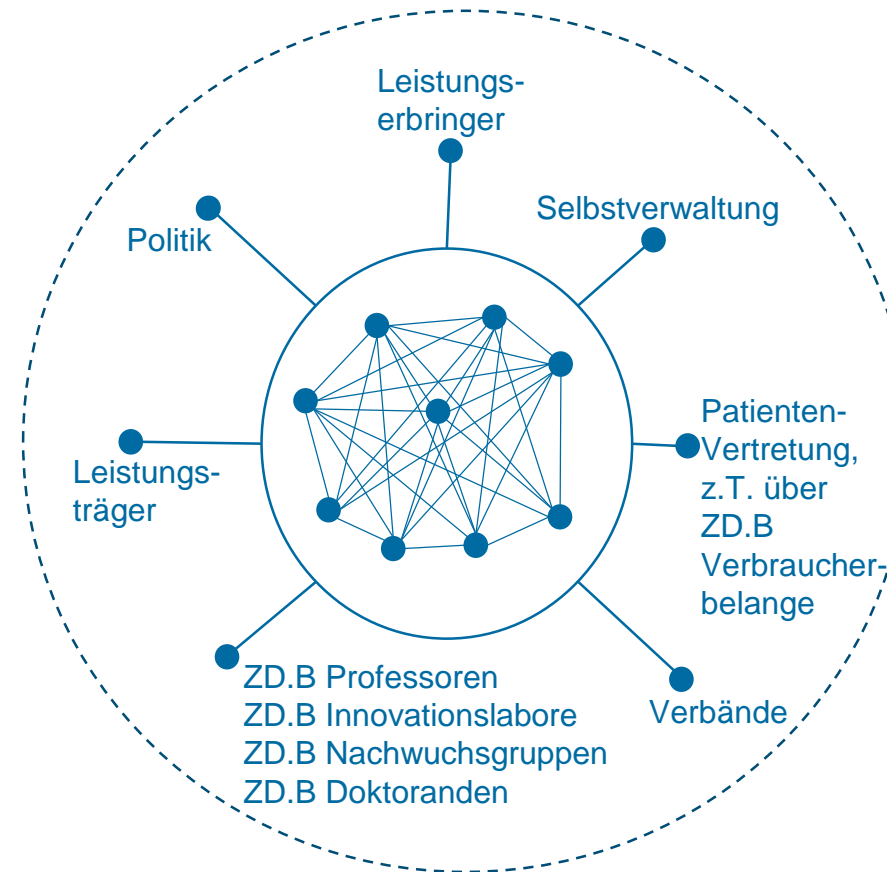 Leistungs-
erbringer
Selbstverwaltung
Politik
Patienten-
Vertretung,
z.T. über
ZD.B
Verbraucher-
belange
Leistungs-
träger
ZD.B Professoren
ZD.B Innovationslabore
ZD.B Nachwuchsgruppen
ZD.B Doktoranden
Verbände